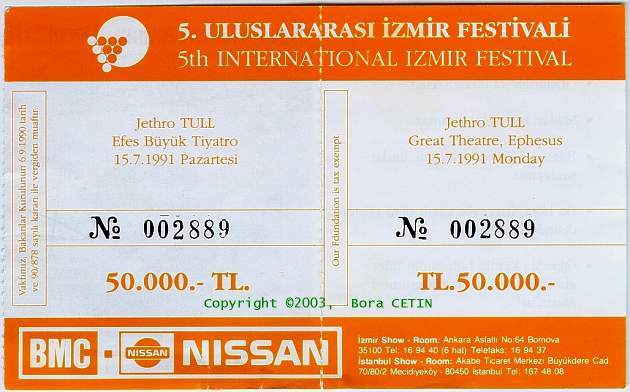 5. ULUSLARARASI İZMİR FESTİVALİ
5th INTERNATIONAL IZMIR FESTIVAL
Vakfımız, Bakanlar Kurulunun 6.9.1990 tarih
ve 90/878 sayılı kararı ile vergiden muaftır.
Jethro TULL
Efes Büyük Tiyatro
15.7.1991 Pazartesi
№ 002889
50.000.- TL.
Our Foundation is tax exempt
Jethro TULL
Great Theatre, Ephesus
15.7.1991 Monday
№ 002889
TL.50.000.-
Copyright ©2003, Bora CETIN
BMC - NISSAN NISSAN
İzmir Show - Room: Ankara Asfaltı No:64 Bornova
35100 Tel: 16 94 40 (6 hat) Telefaks: 16 94 37
İstanbul Show - Room: Akabe Ticaret Merkezi Büyükdere Cad.
70/80/2 Mecidiyeköy - 80450 İstanbul Tel: 167 48 08